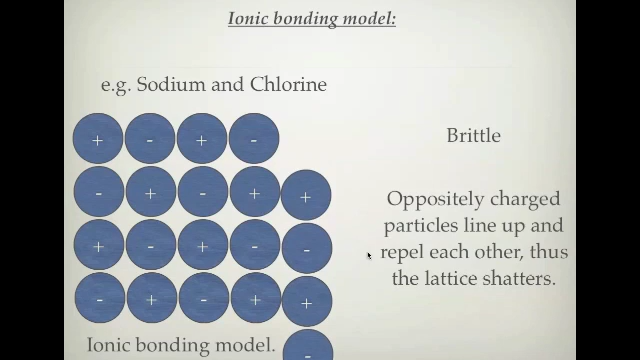 Ionic bonding model:
e.g. Sodium and Chlorine
+ - + -
- + - + +
+ - + - -
- + - + +
-
Brittle
Oppositely charged
particles line up and
repel each other, thus
the lattice shatters.
Ionic bonding model.